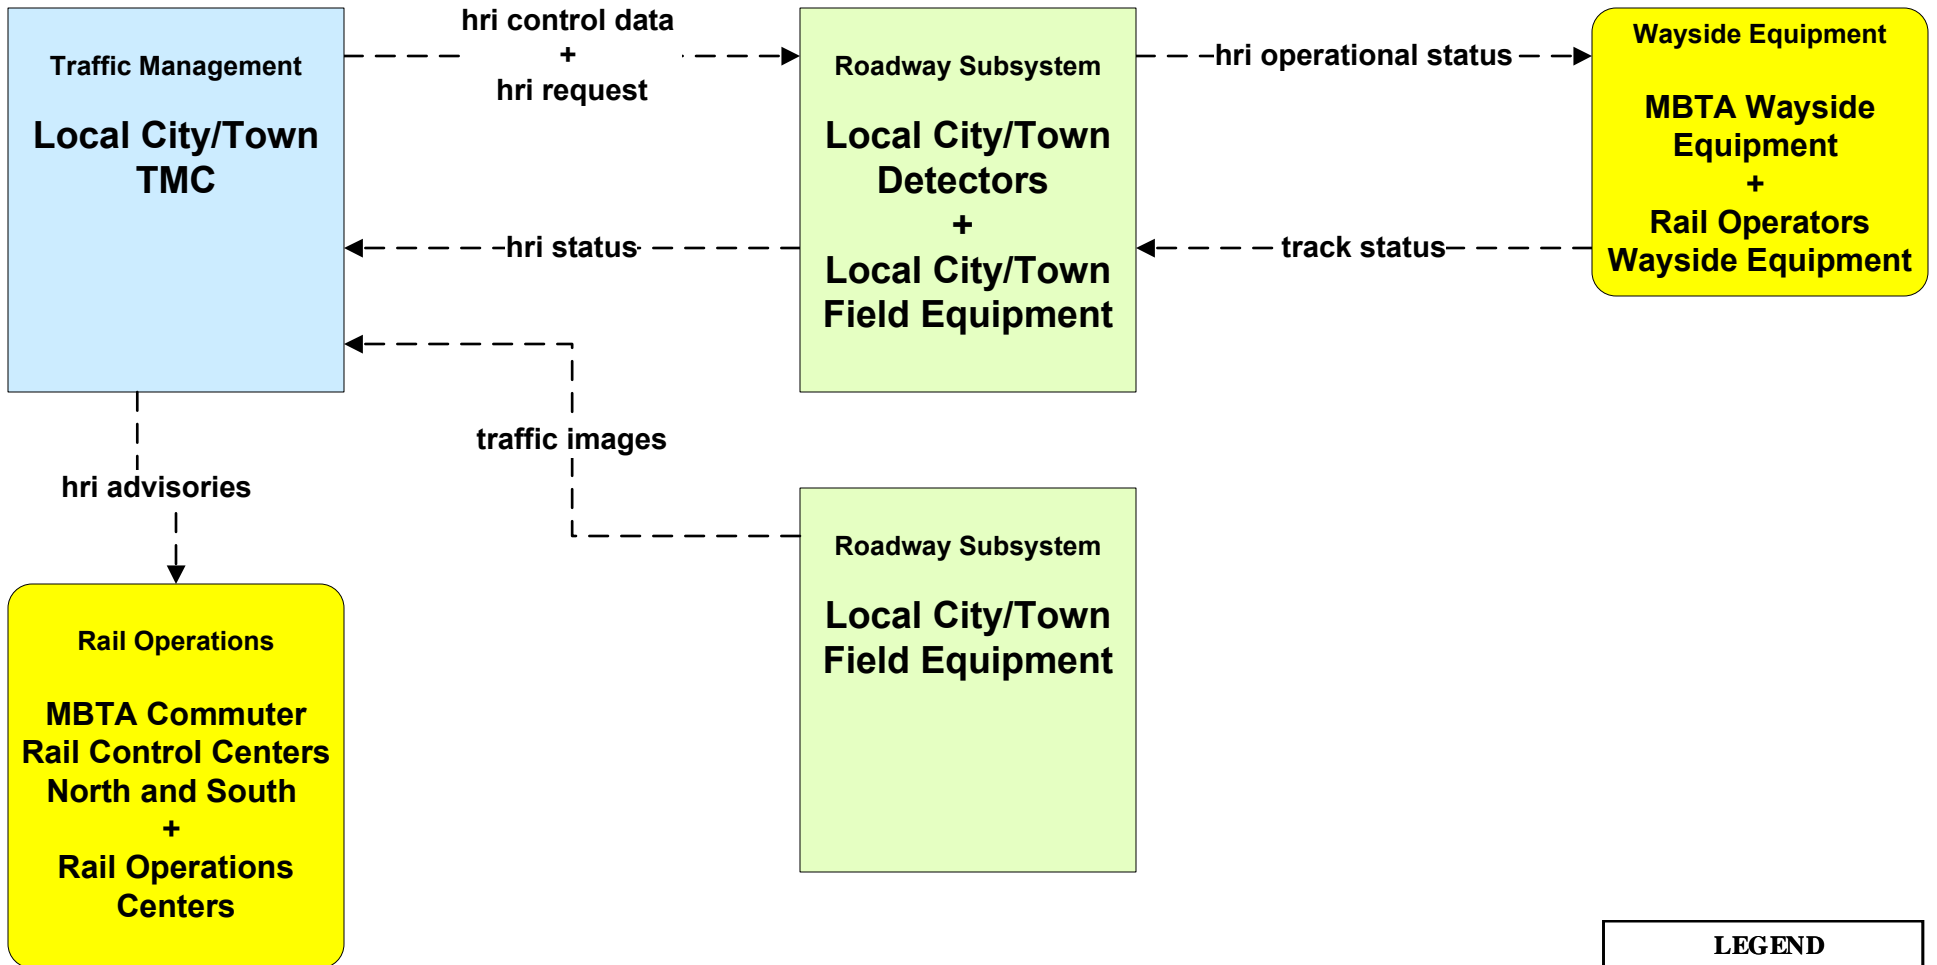 Traffic Management
Local City/Town
TMC
hri control data
+
hri request
Roadway Subsystem
Local City/Town
Detectors
+
Local City/Town
Field Equipment
hri operational status
Wayside Equipment
MBTA Wayside
Equipment
+
Rail Operators
Wayside Equipment
hri status
track status
traffic images
hri advisories
Roadway Subsystem
Local City/Town
Field Equipment
Rail Operations
MBTA Commuter
Rail Control Centers
North and South
+
Rail Operations
Centers
LEGEND